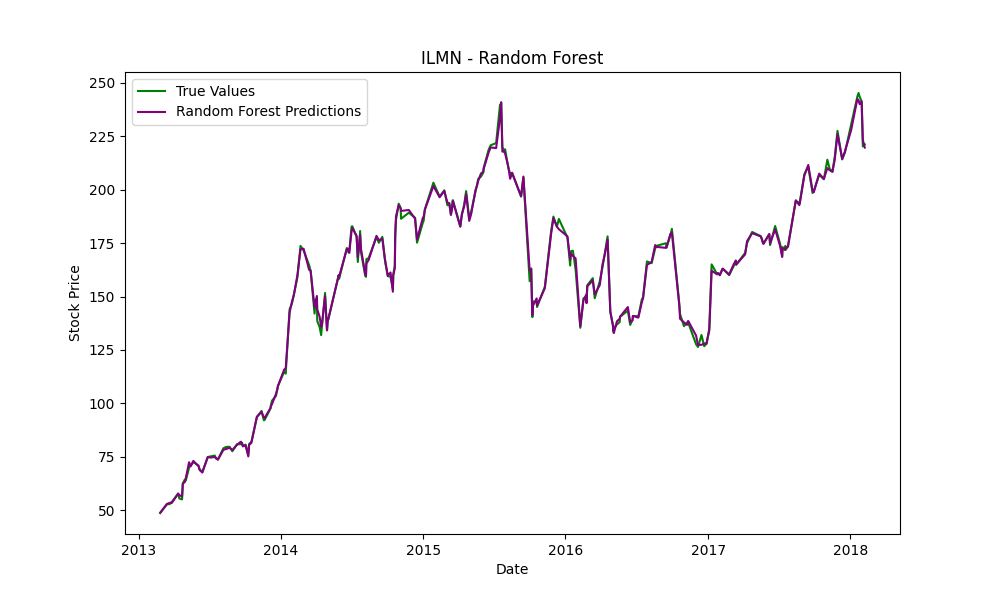 ILMN - Random Forest
True Values
Random Forest Predictions
250
225
200
175
150
125
100
75
50
Stock Price
2013 2014 2015 2016 2017 2018
Date